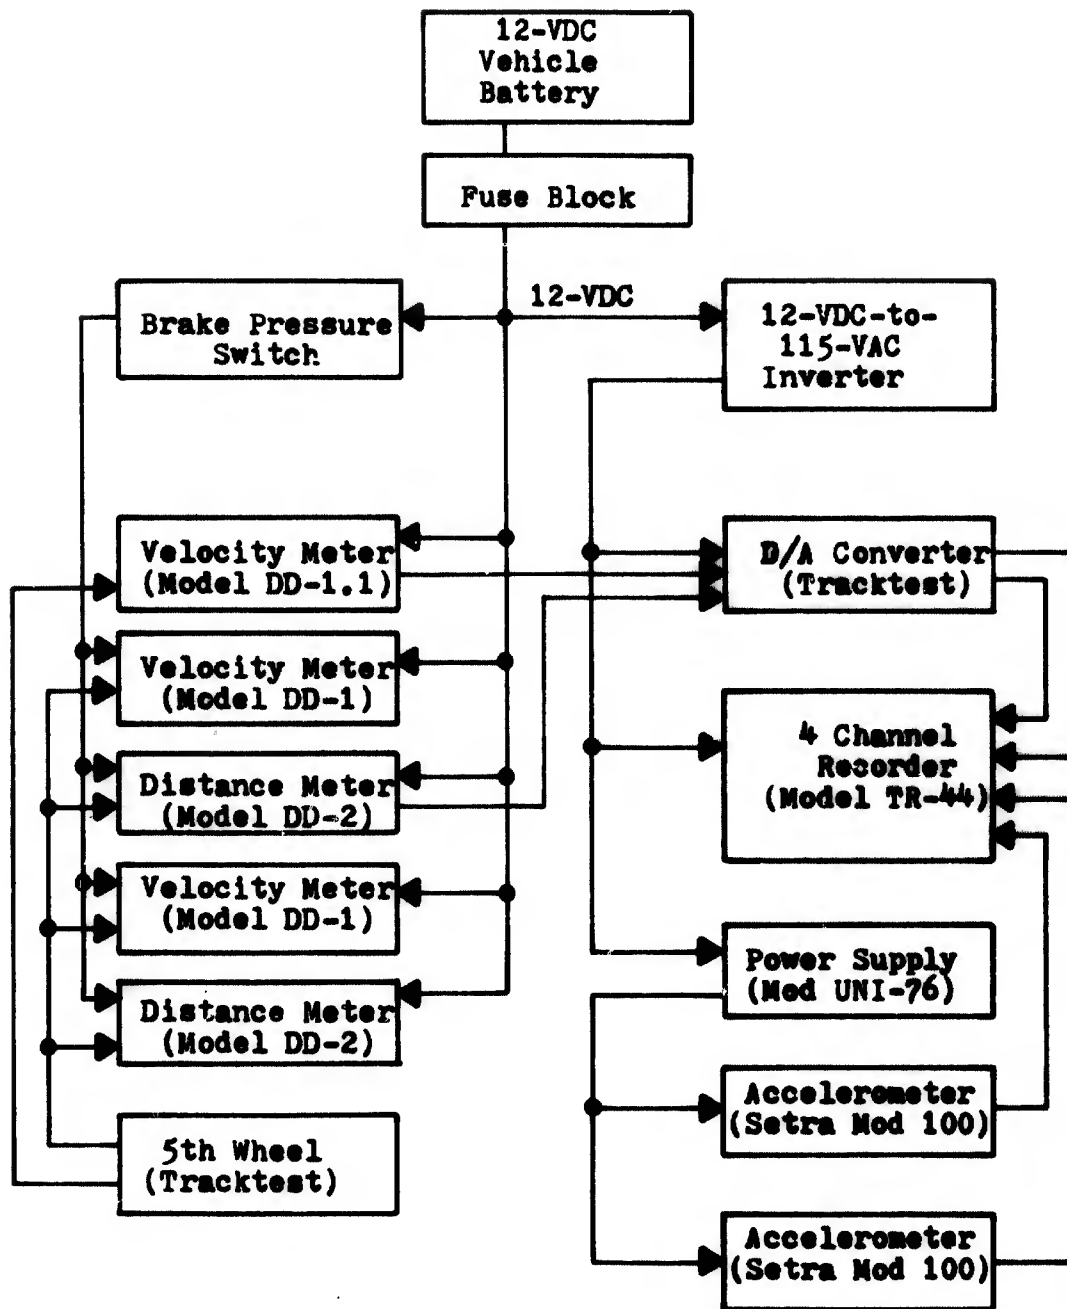 12-VDC
Vehicle
Battery
Fuse Block
12-VDC
Brake Pressure
Switch
12-VDC-to-
115-VAC
Inverter
Velocity Meter
(Model DD-1.1)
D/A Converter
(Tracktest)
Velocity Meter
(Model DD-1)
4 Channel
Recorder
(Model TR-44)
Distance Meter
(Model DD-2)
Velocity Meter
(Model DD-1)
Power Supply
(Mod UNI-76)
Distance Meter
(Model DD-2)
Accelerometer
(Setra Mod 100)
5th Wheel
(Tracktest)
Accelerometer
(Setra Mod 100)